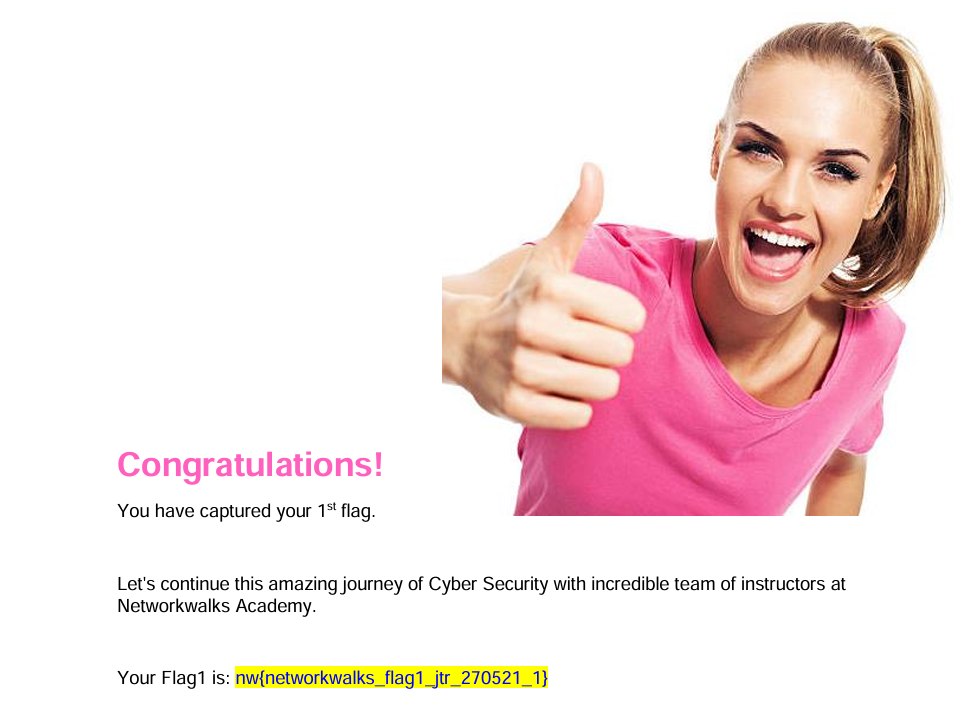 Congratulations!
You have captured your 1st flag.
Let's continue this amazing journey of Cyber Security with incredible team of instructors at
Networkwalks Academy.
Your Flag1 is: nw{networkwalks_flag1_jtr_270521_1}